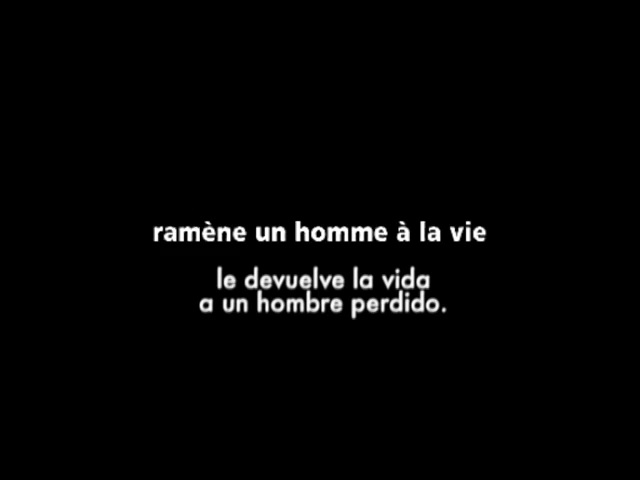 ramène un homme à la vie
le devuelve la vida
a un hombre perdido.